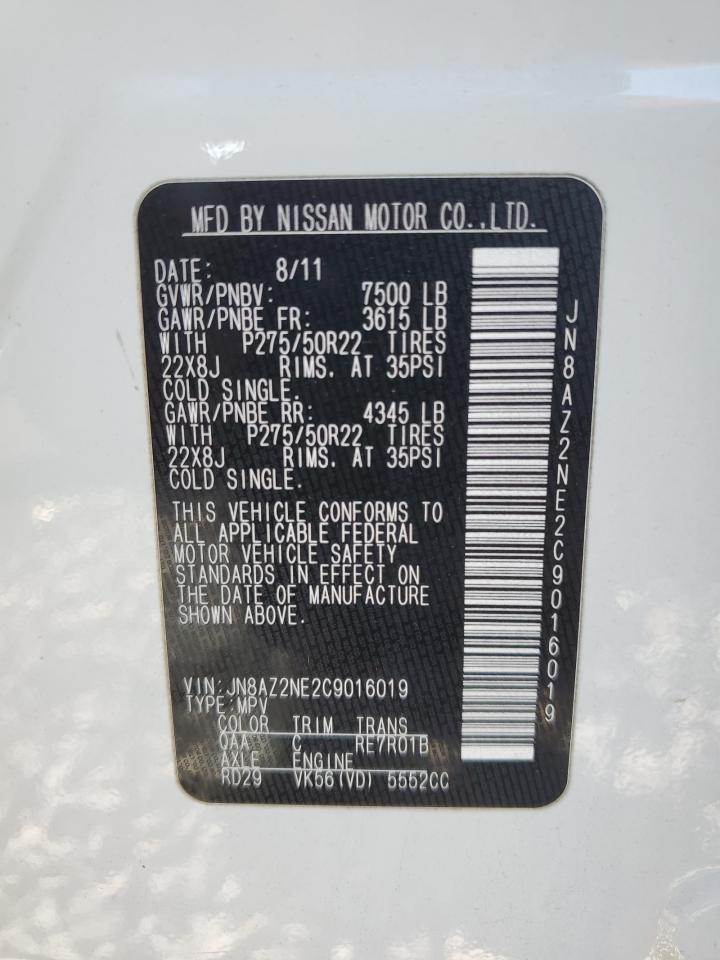 MFD BY NISSAN MOTOR CO.,LTD.
DATE: 8/11
GVWR/PNBV: 7500 LB
GAWR/PNBE FR: 3615 LB
WITH P275/50R22 TIRES
22X8J RIMS. AT 35PSI
COLD SINGLE.
GAWR/PNBE RR: 4345 LB
WITH P275/50R22 TIRES
22X8J RIMS. AT 35PSI
COLD SINGLE.
THIS VEHICLE CONFORMS TO
ALL APPLICABLE FEDERAL
MOTOR VEHICLE SAFETY
STANDARDS IN EFFECT ON
THE DATE OF MANUFACTURE
SHOWN ABOVE.
VIN:JN8AZ2NE2C9016019
TYPE:MPV
COLOR TRIM TRANS
QAA C RE7R01B
AXLE ENGINE
RD29 VK56(VD) 5552CC
JN8AZ2NE2C9016019